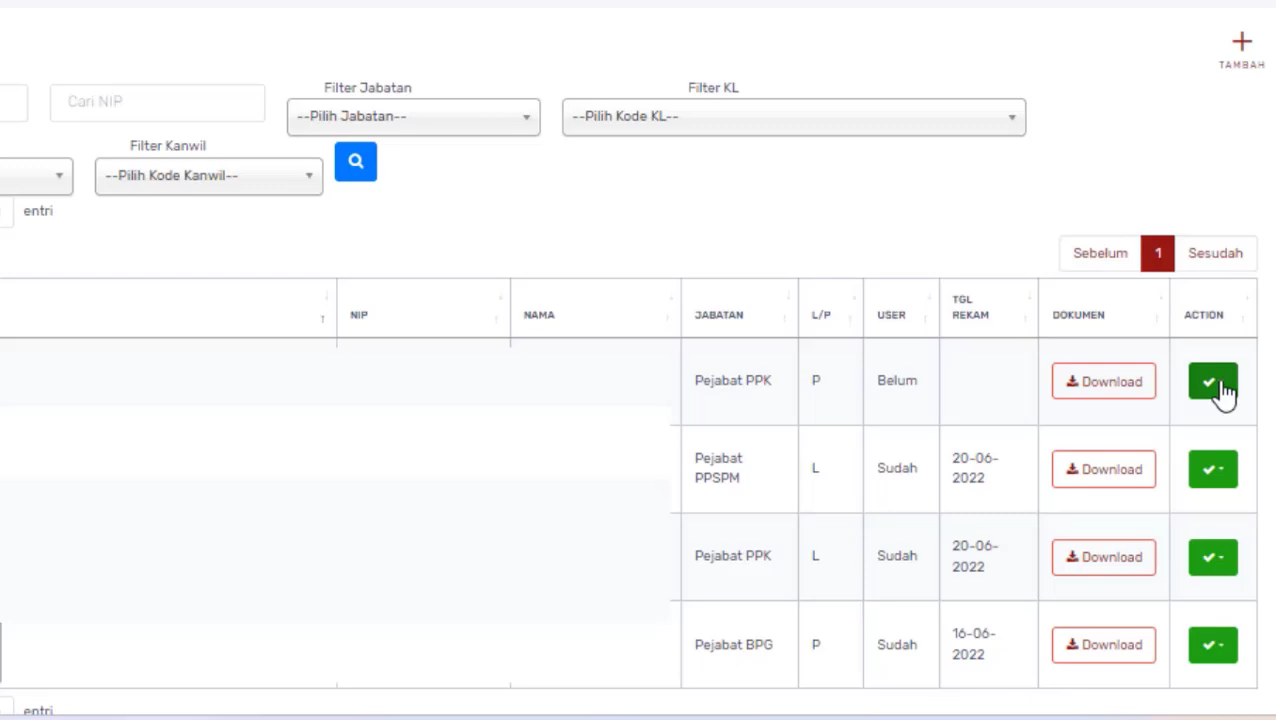 TAMBAH
Filter Jabatan
Filter KL
Cari NIP
--Pilih Jabatan--
--Pilih Kode KL--
Filter Kanwil
--Pilih Kode Kanwil--
entri
Sebelum 1 Sesudah
NIP NAMA JABATAN L/P USER TGL REKAM DOKUMEN ACTION
Pejabat PPK P Belum Download
Pejabat PPSPM L Sudah 20-06-2022 Download
Pejabat PPK L Sudah 20-06-2022 Download
Pejabat BPG P Sudah 16-06-2022 Download
entri